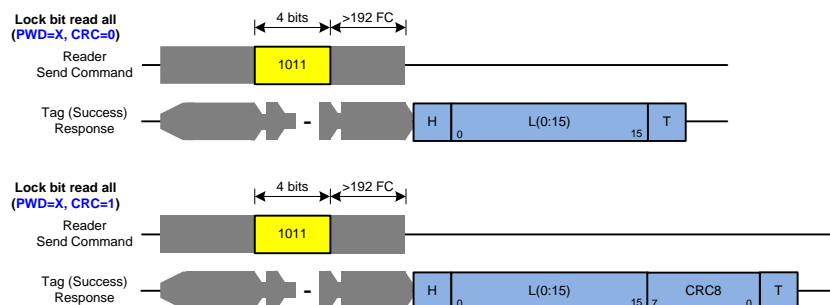 Lock bit read all
(PWD=X, CRC=0)
4 bits
>192 FC
Reader
Send Command
1011
Tag (Success)
Response
-
H
0
L(0:15)
15
T
Lock bit read all
(PWD=X, CRC=1)
4 bits
>192 FC
Reader
Send Command
1011
Tag (Success)
Response
-
H
0
L(0:15)
15
7
CRC8
0
T